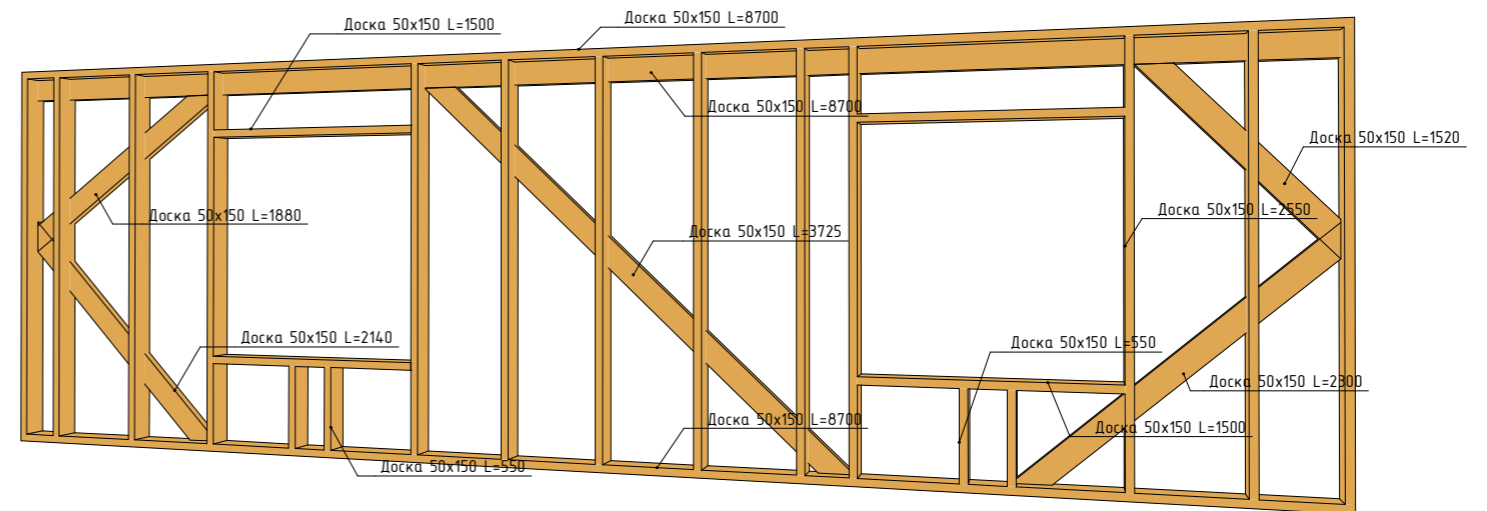 Доска 50х150 L=1500
Доска 50х150 L=8700
Доска 50х150 L=8700
Доска 50х150 L=1520
Доска 50х150 L=1880
Доска 50х150 L=2550
Доска 50х150 L=3725
Доска 50х150 L=2140
Доска 50х150 L=550
Доска 50х150 L=2300
Доска 50х150 L=8700
Доска 50х150 L=1500
Доска 50х150 L=550